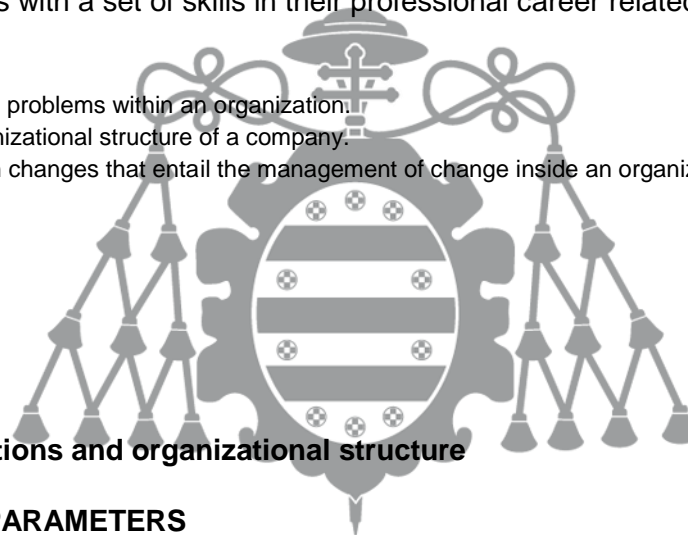 s with a set of skills in their professional career related
problems within an organization.
nizational structure of a company.
changes that entail the management of change inside an organiz
tions and organizational structure
PARAMETERS